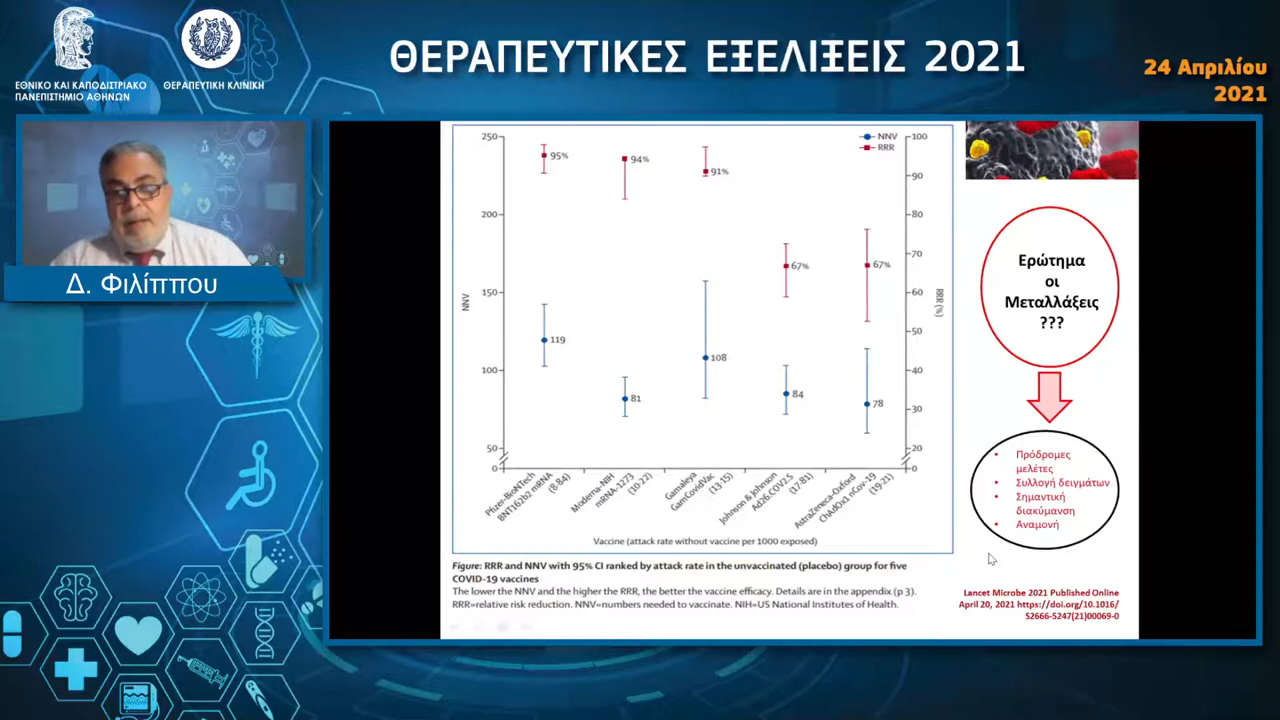 ΕΘΝΙΚΟ ΚΑΙ ΚΑΠΟΔΙΣΤΡΙΑΚΟ
ΠΑΝΕΠΙΣΤΗΜΙΟ ΑΘΗΝΩΝ
ΘΕΡΑΠΕΥΤΙΚΗ ΚΛΙΝΙΚΗ
ΘΕΡΑΠΕΥΤΙΚΕΣ ΕΞΕΛΙΞΕΙΣ 2021
24 Απριλίου
2021
Δ. Φιλίππου
NNV
RRR
250
200
150
100
50
0
NNV
95%
94%
91%
67%
67%
119
81
108
84
78
100
90
80
70
60
50
40
30
20
0
RRR (%)
Pfizer-BioNTech
BNT162b2 mRNA
(8·84)
Moderna-NIH
mRNA-1273
(10·22)
Gamaleya
GamCovidVac
(13·15)
Johnson & Johnson
Ad26.COV2.S
(17·81)
AstraZeneca-Oxford
ChAdOx1 nCov-19
(19·21)
Vaccine (attack rate without vaccine per 1000 exposed)
Figure: RRR and NNV with 95% CI ranked by attack rate in the unvaccinated (placebo) group for five
COVID-19 vaccines
The lower the NNV and the higher the RRR, the better the vaccine efficacy. Details are in the appendix (p 3).
RRR=relative risk reduction. NNV=numbers needed to vaccinate. NIH=US National Institutes of Health.
Ερώτημα
οι
Μεταλλάξεις
???
• Πρόδρομες
μελέτες
• Συλλογή δειγμάτων
• Σημαντική
διακύμανση
• Αναμονή
Lancet Microbe 2021 Published Online
April 20, 2021 https://doi.org/10.1016/
S2666-5247(21)00069-0